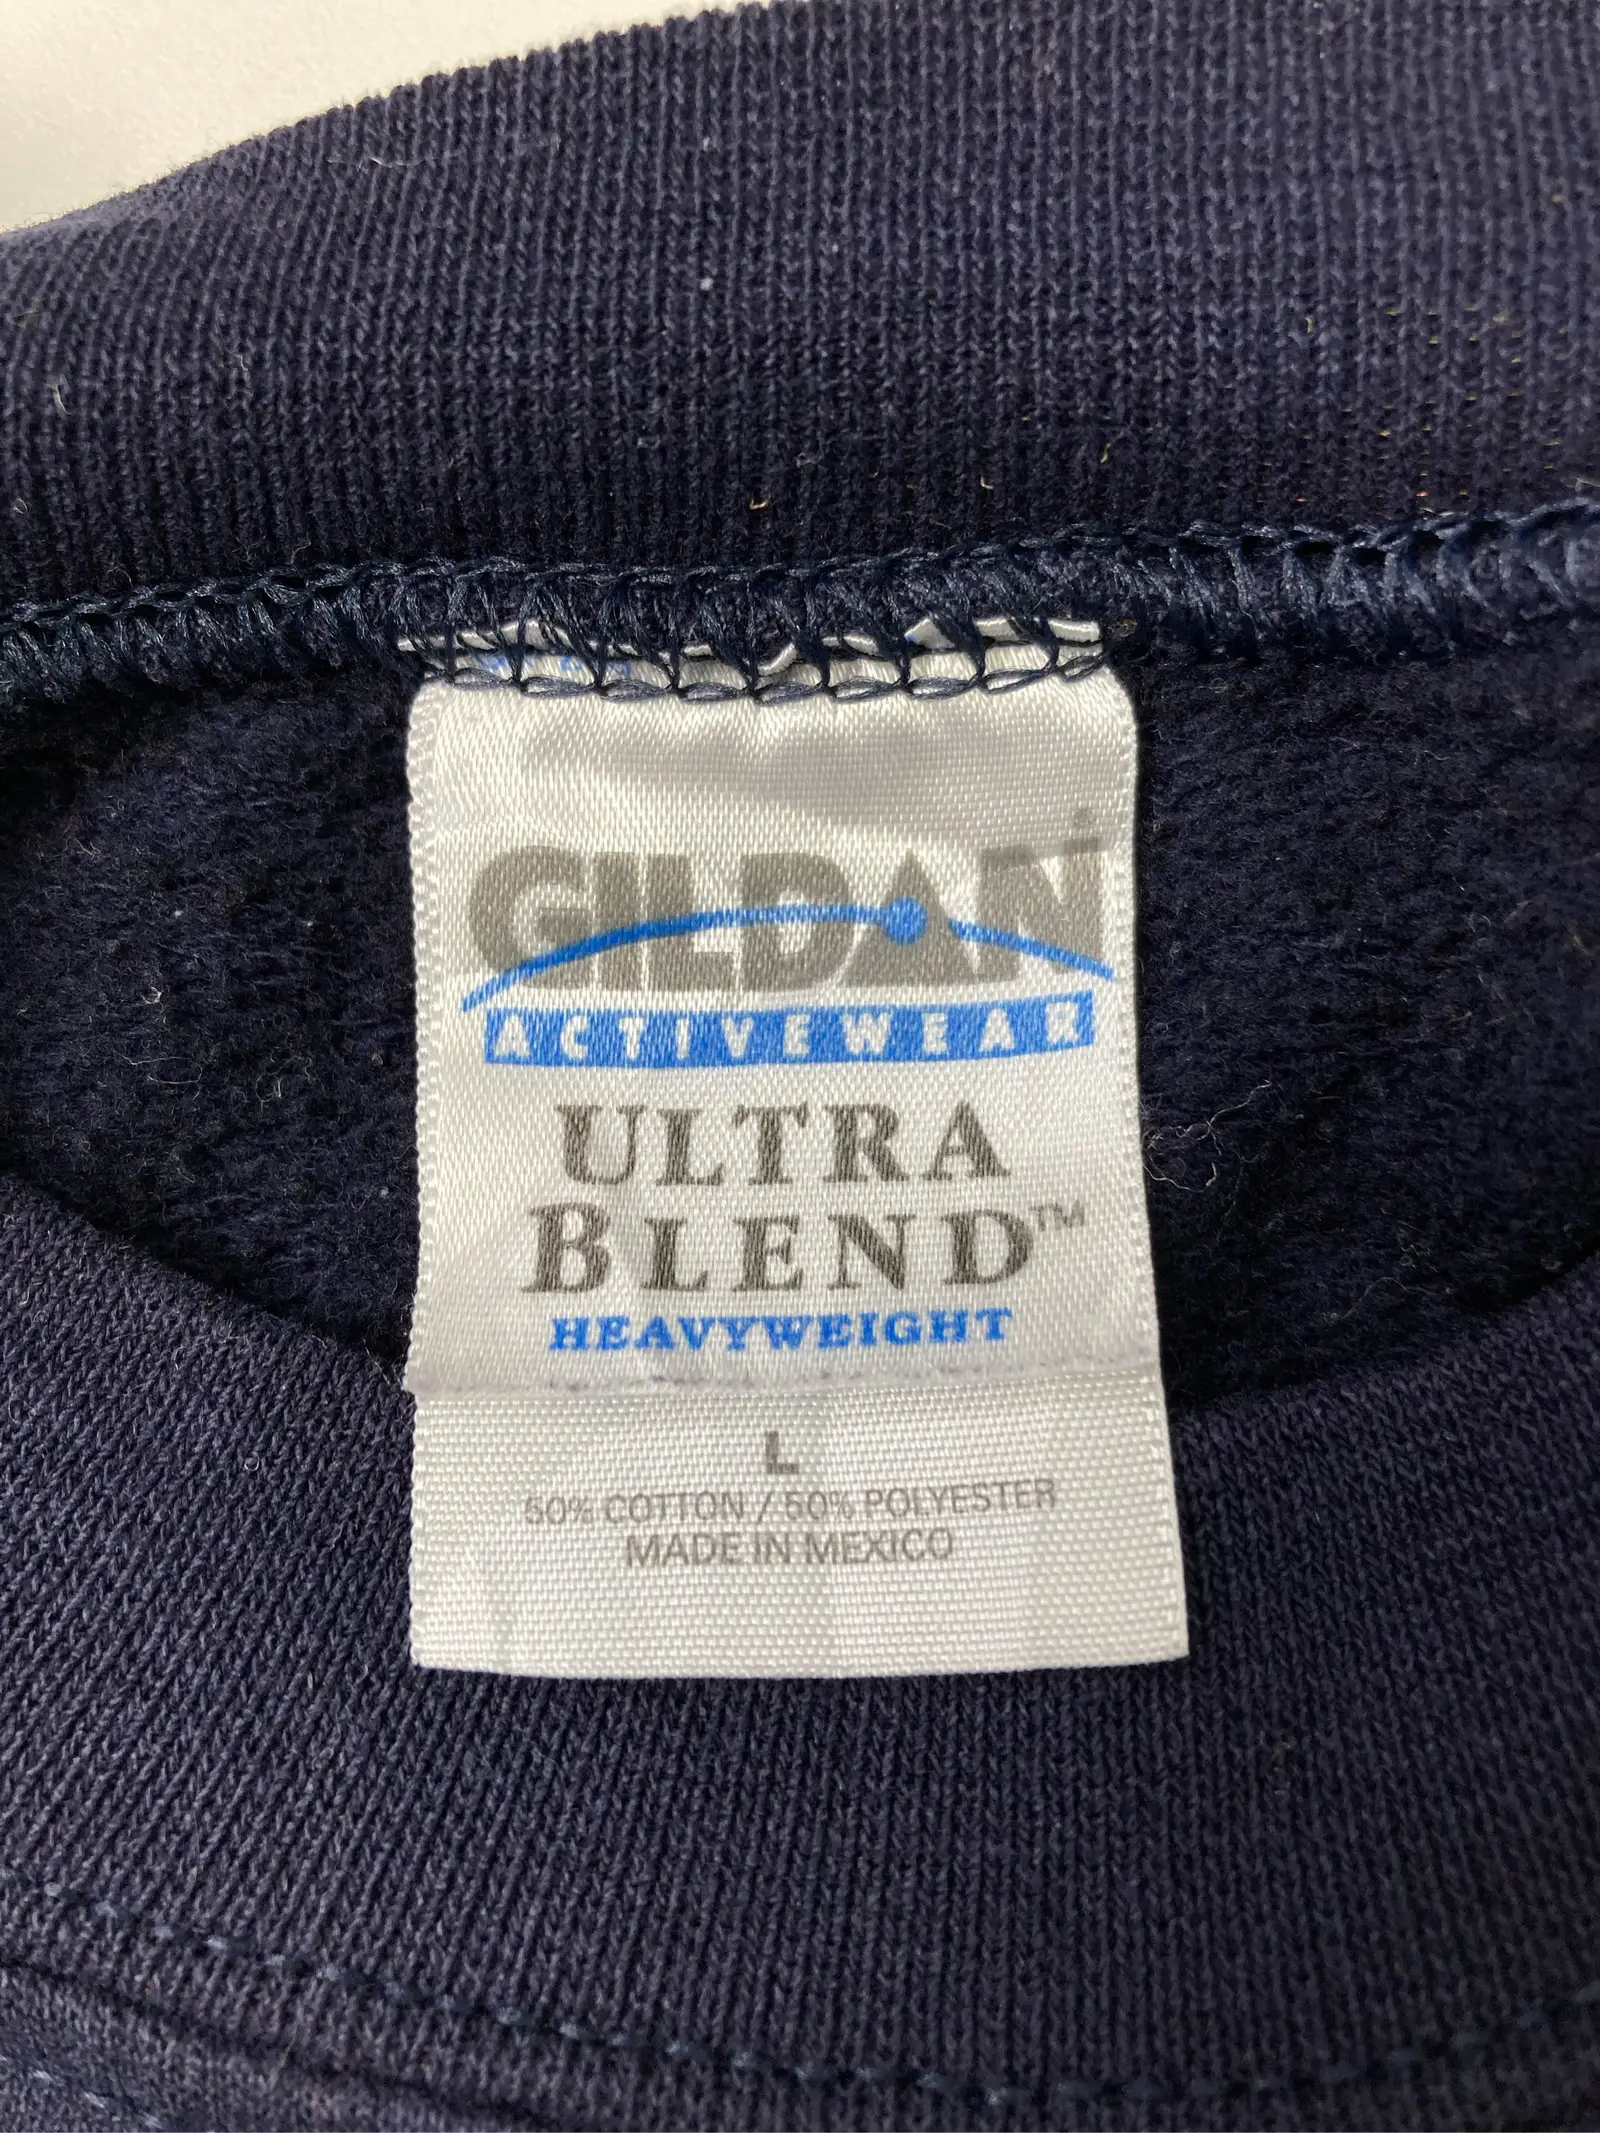 GILDAN
ACTIVEWEAR
ULTRA
BLEND™
HEAVYWEIGHT
L
50% COTTON / 50% POLYESTER
MADE IN MEXICO